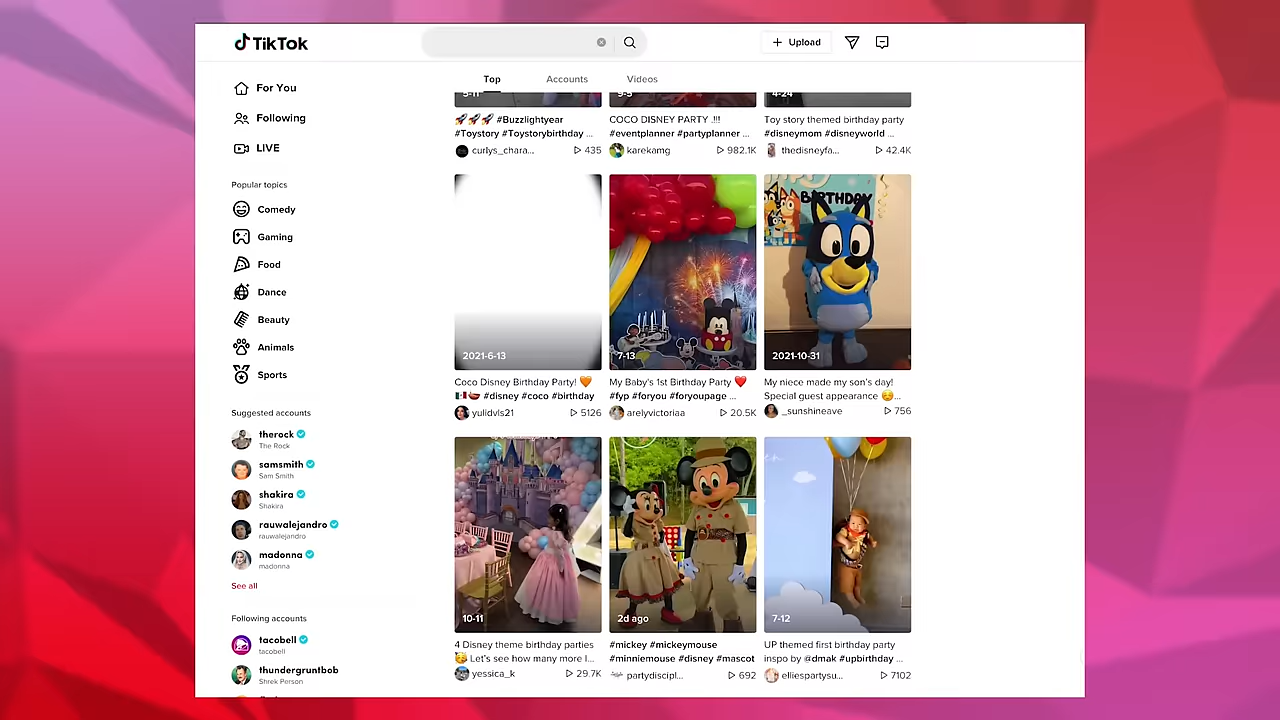 TikTok
Upload
Top
Accounts
Videos
For You
Following
LIVE
Popular topics
Comedy
Gaming
Food
Dance
Beauty
Animals
Sports
Suggested accounts
therock
The Rock
samsmith
Sam Smith
shakira
Shakira
rauwalejandro
rauwalejandro
madonna
madonna
See all
Following accounts
tacobell
tacobell
thundergruntbob
Shrek Person
🚀🚀🚀 #Buzzlightyear
#Toystory #Toystorybirthday ...
curlys_chara...
435
COCO DISNEY PARTY .!!!
#eventplanner #partyplanner ...
karekamg
982.1K
Toy story themed birthday party
#disneymom #disneyworld ...
thedisneyfa...
42.4K
2021-6-13
Coco Disney Birthday Party! 🧡
🇲🇽 #disney #coco #birthday
yulidvls21
5126
7-13
My Baby's 1st Birthday Party ❤️
#fyp #foryou #foryoupage ...
arelyvictoriaa
20.5K
BIRTHDAY
2021-10-31
My niece made my son's day!
Special guest appearance ☺️...
_sunshineave
756
10-11
4 Disney theme birthday parties
🥳 Let's see how many more I...
yessica_k
29.7K
2d ago
#mickey #mickeymouse
#minniemouse #disney #mascot
partydiscipl...
692
7-12
UP themed first birthday party
inspo by @dmak #upbirthday ...
elliespartysu...
7102